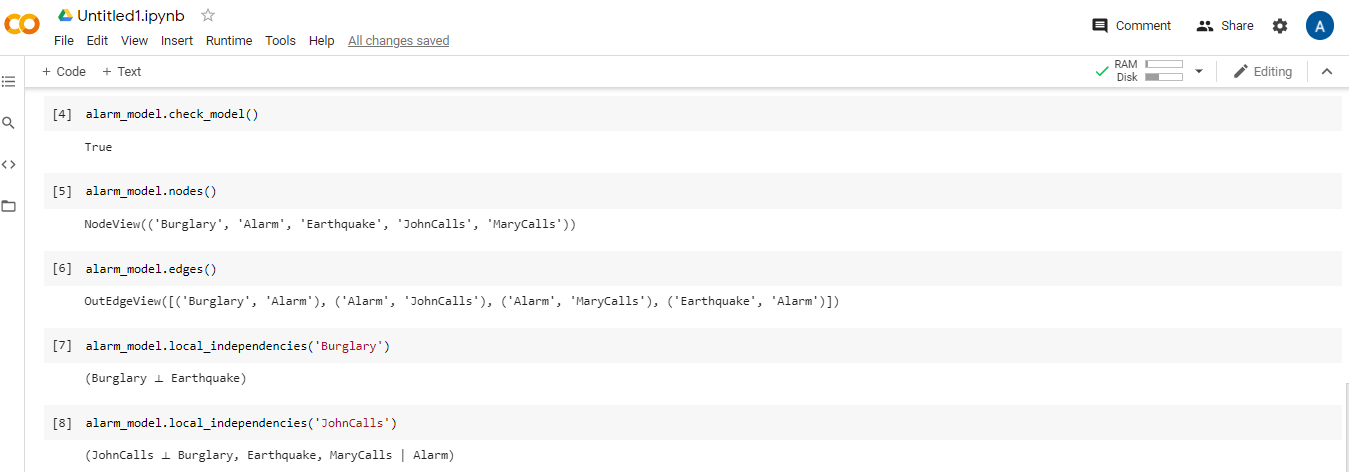 Untitled1.ipynb
File Edit View Insert Runtime Tools Help All changes saved
Comment Share A
+ Code + Text
RAM
Disk
Editing
[4] alarm_model.check_model()
True
[5] alarm_model.nodes()
NodeView(('Burglary', 'Alarm', 'Earthquake', 'JohnCalls', 'MaryCalls'))
[6] alarm_model.edges()
OutEdgeView([('Burglary', 'Alarm'), ('Alarm', 'JohnCalls'), ('Alarm', 'MaryCalls'), ('Earthquake', 'Alarm')])
[7] alarm_model.local_independencies('Burglary')
(Burglary ⊥ Earthquake)
[8] alarm_model.local_independencies('JohnCalls')
(JohnCalls ⊥ Burglary, Earthquake, MaryCalls | Alarm)